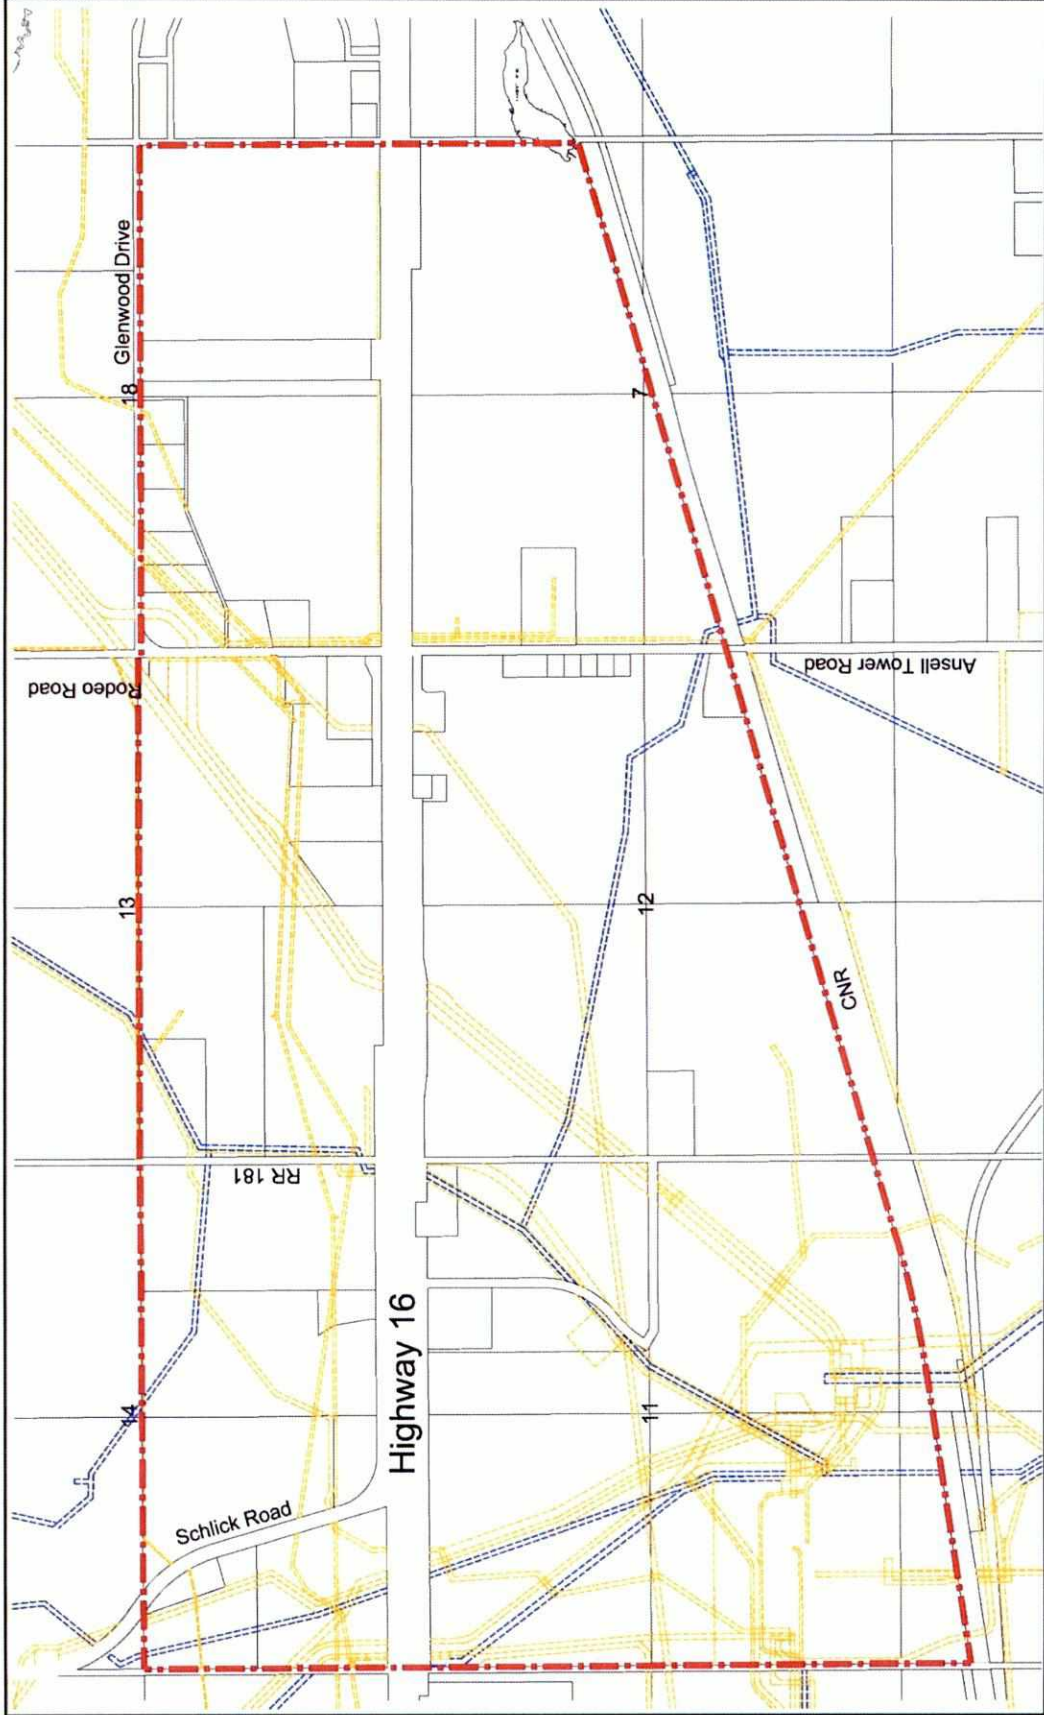 Glenwood Drive
18
7
Rodeo Road
Ansell Tower Road
13
12
CNR
RR 181
Highway 16
14
11
Schlick Road